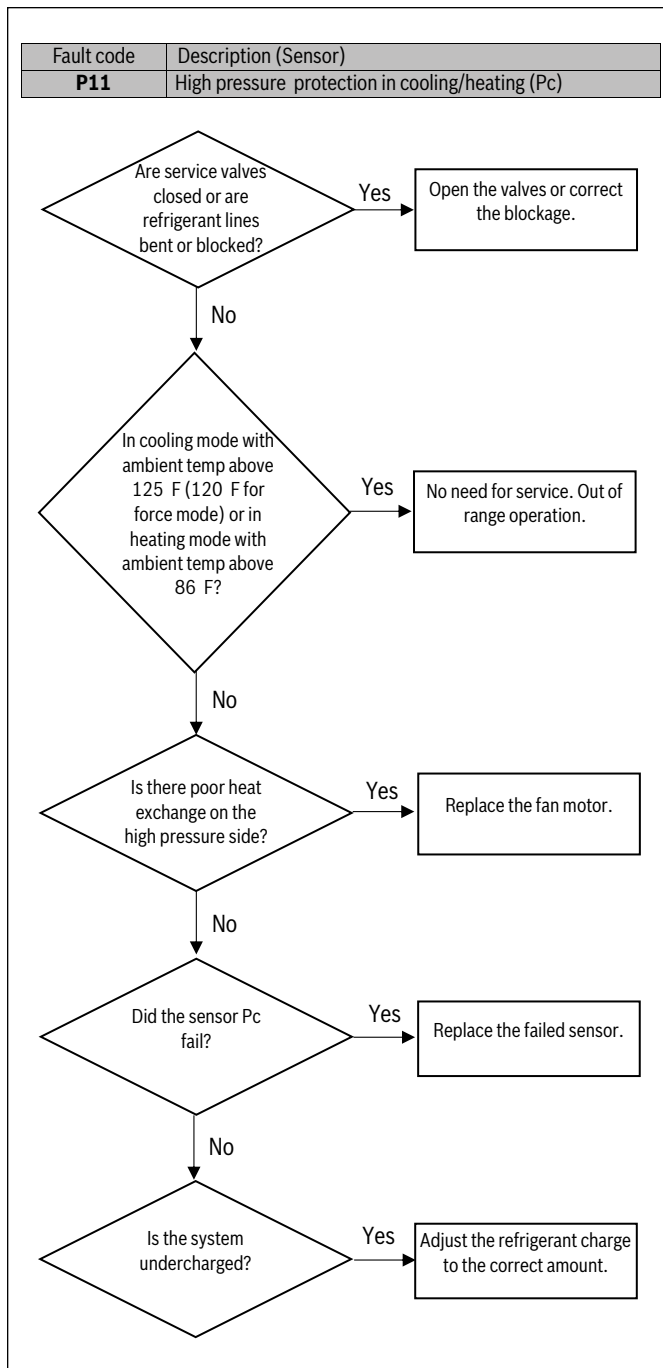 Fault code Description (Sensor)
P11 High pressure protection in cooling/heating (Pc)
Are service valves
closed or are
refrigerant lines
bent or blocked?
Yes
Open the valves or correct
the blockage.
No
In cooling mode with
ambient temp above
125 F (120 F for
force mode) or in
heating mode with
ambient temp above
86 F?
Yes
No need for service. Out of
range operation.
No
Is there poor heat
exchange on the
high pressure side?
Yes
Replace the fan motor.
No
Did the sensor Pc
fail?
Yes
Replace the failed sensor.
No
Is the system
undercharged?
Yes
Adjust the refrigerant charge
to the correct amount.